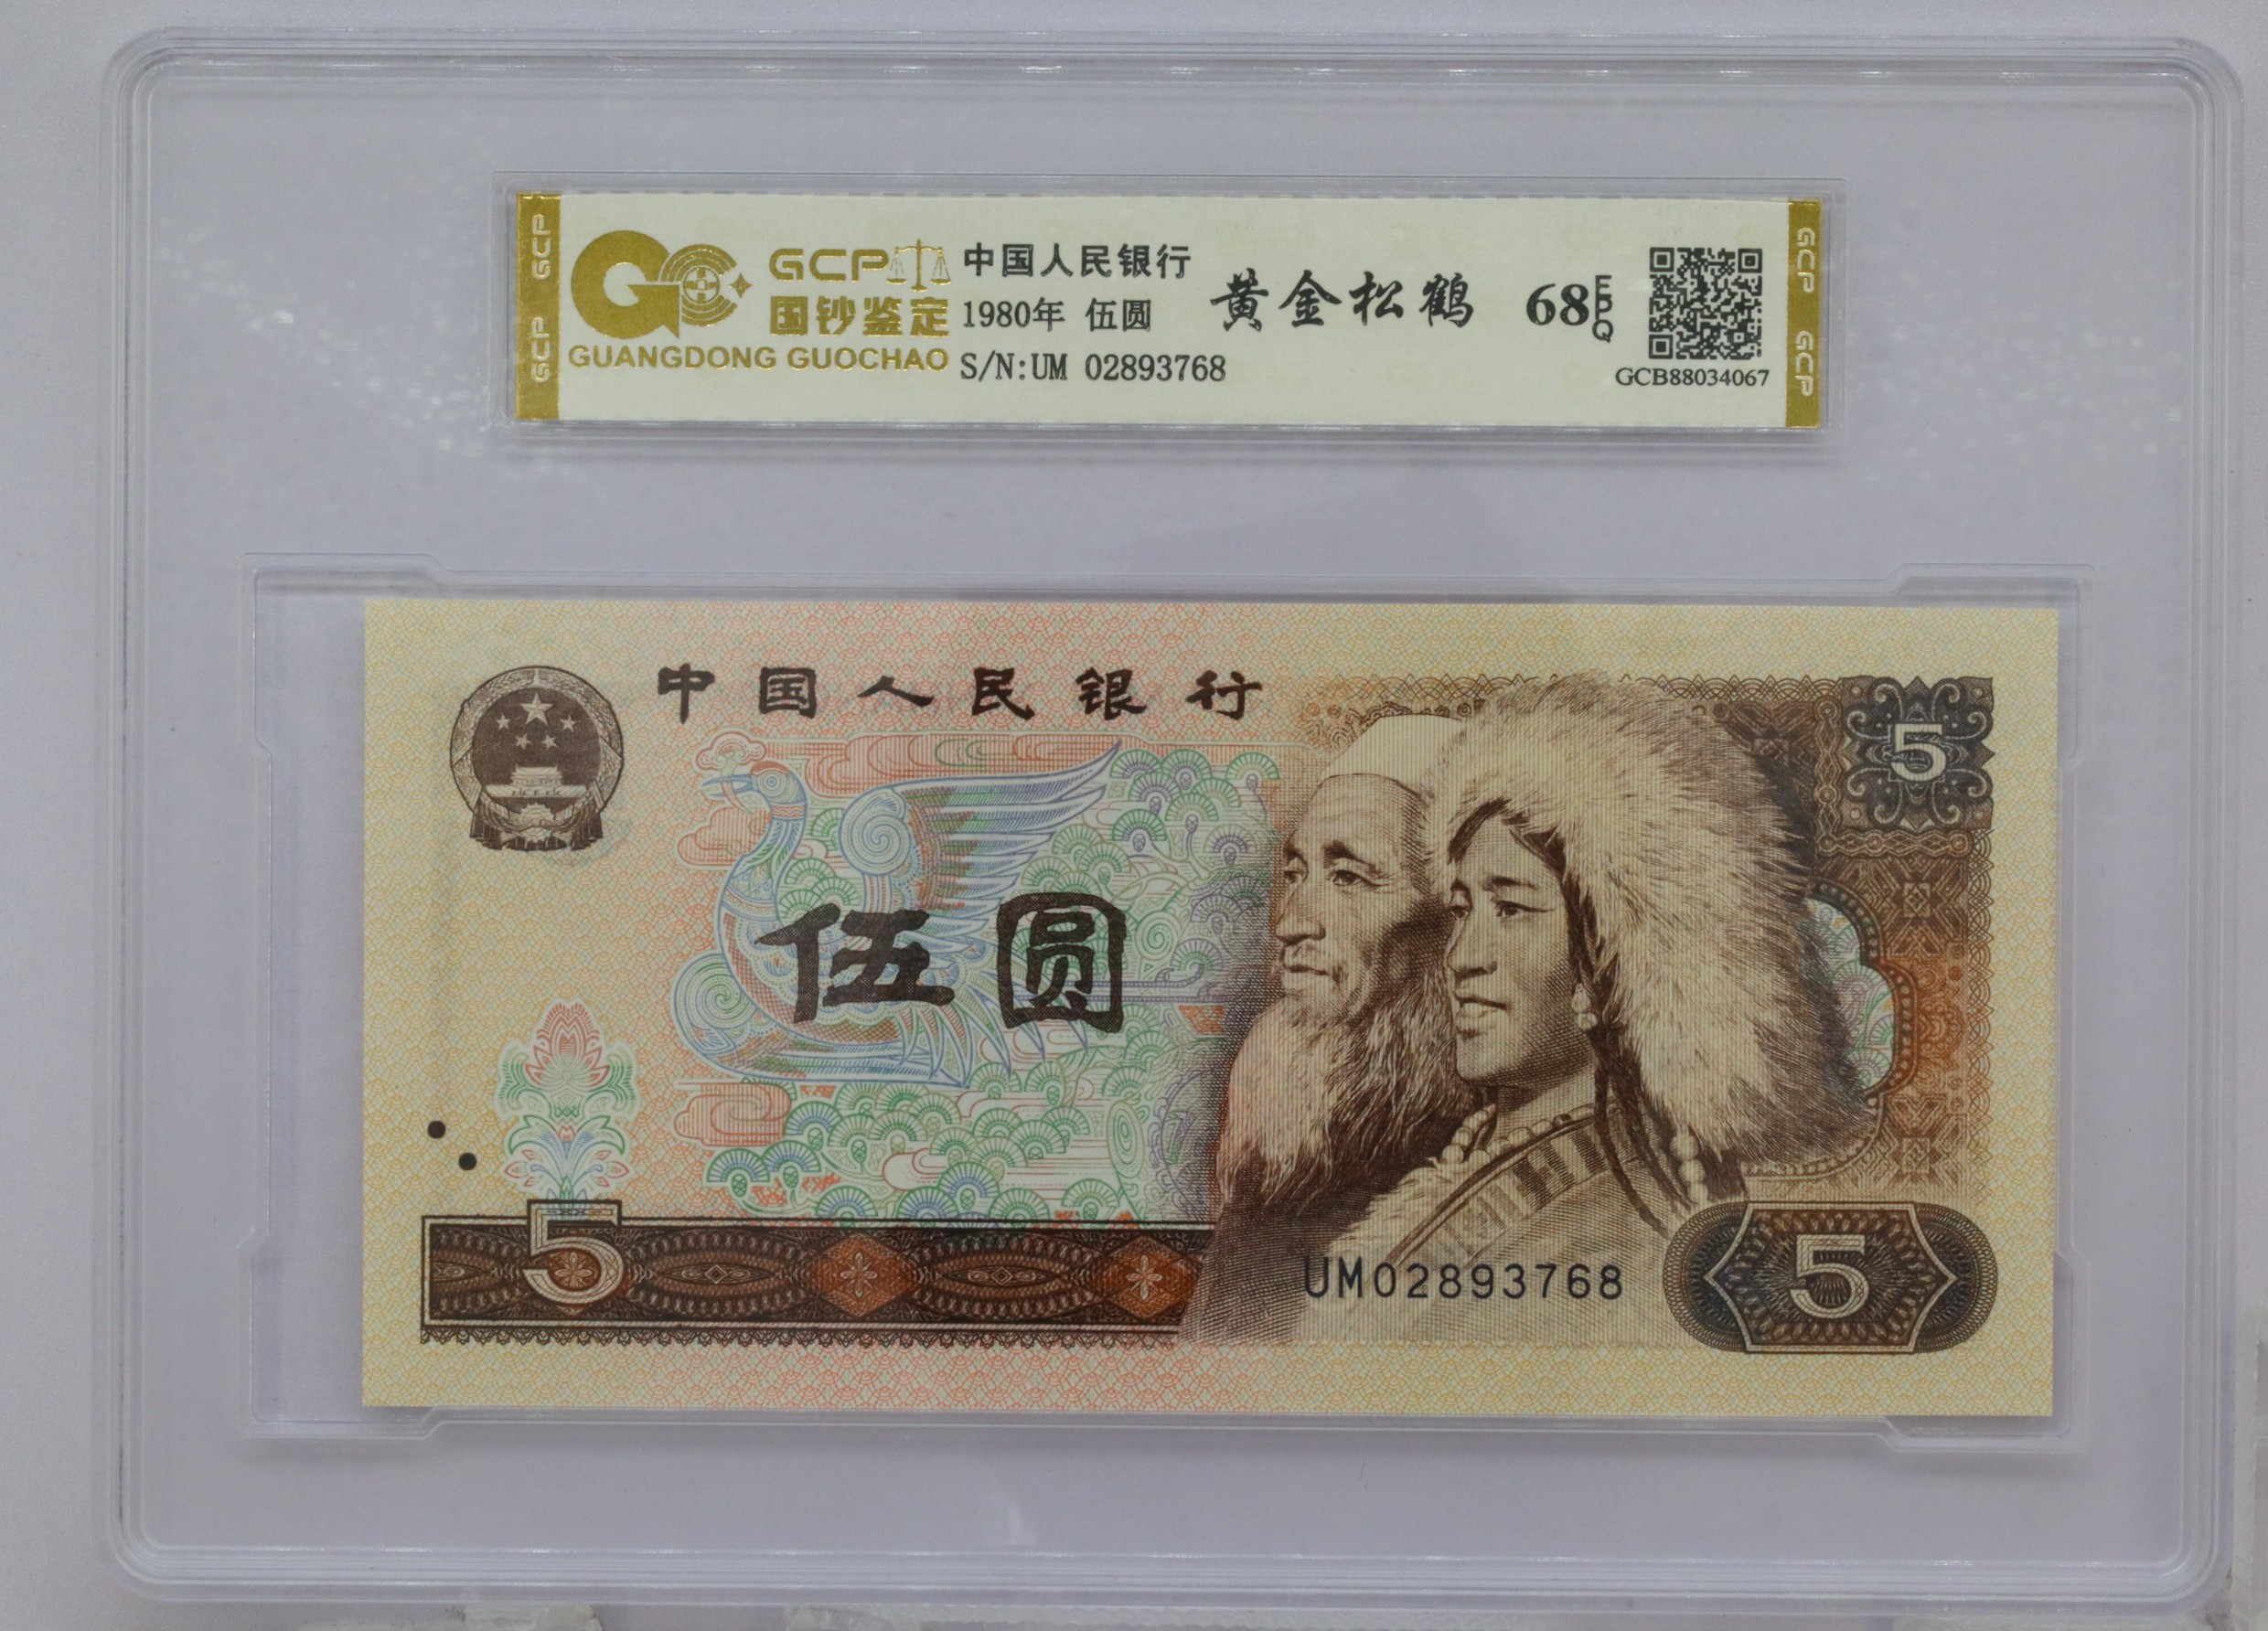 GCP GCP
GCP
国钞鉴定
GUANGDONG GUOCHAO
中国人民银行
1980年 伍圆
S/N:UM 02893768
黄金松鹤
68 EPQ
GCB88034067
GCP GCP
中国人民银行
5
伍圆
5
UM02893768
5